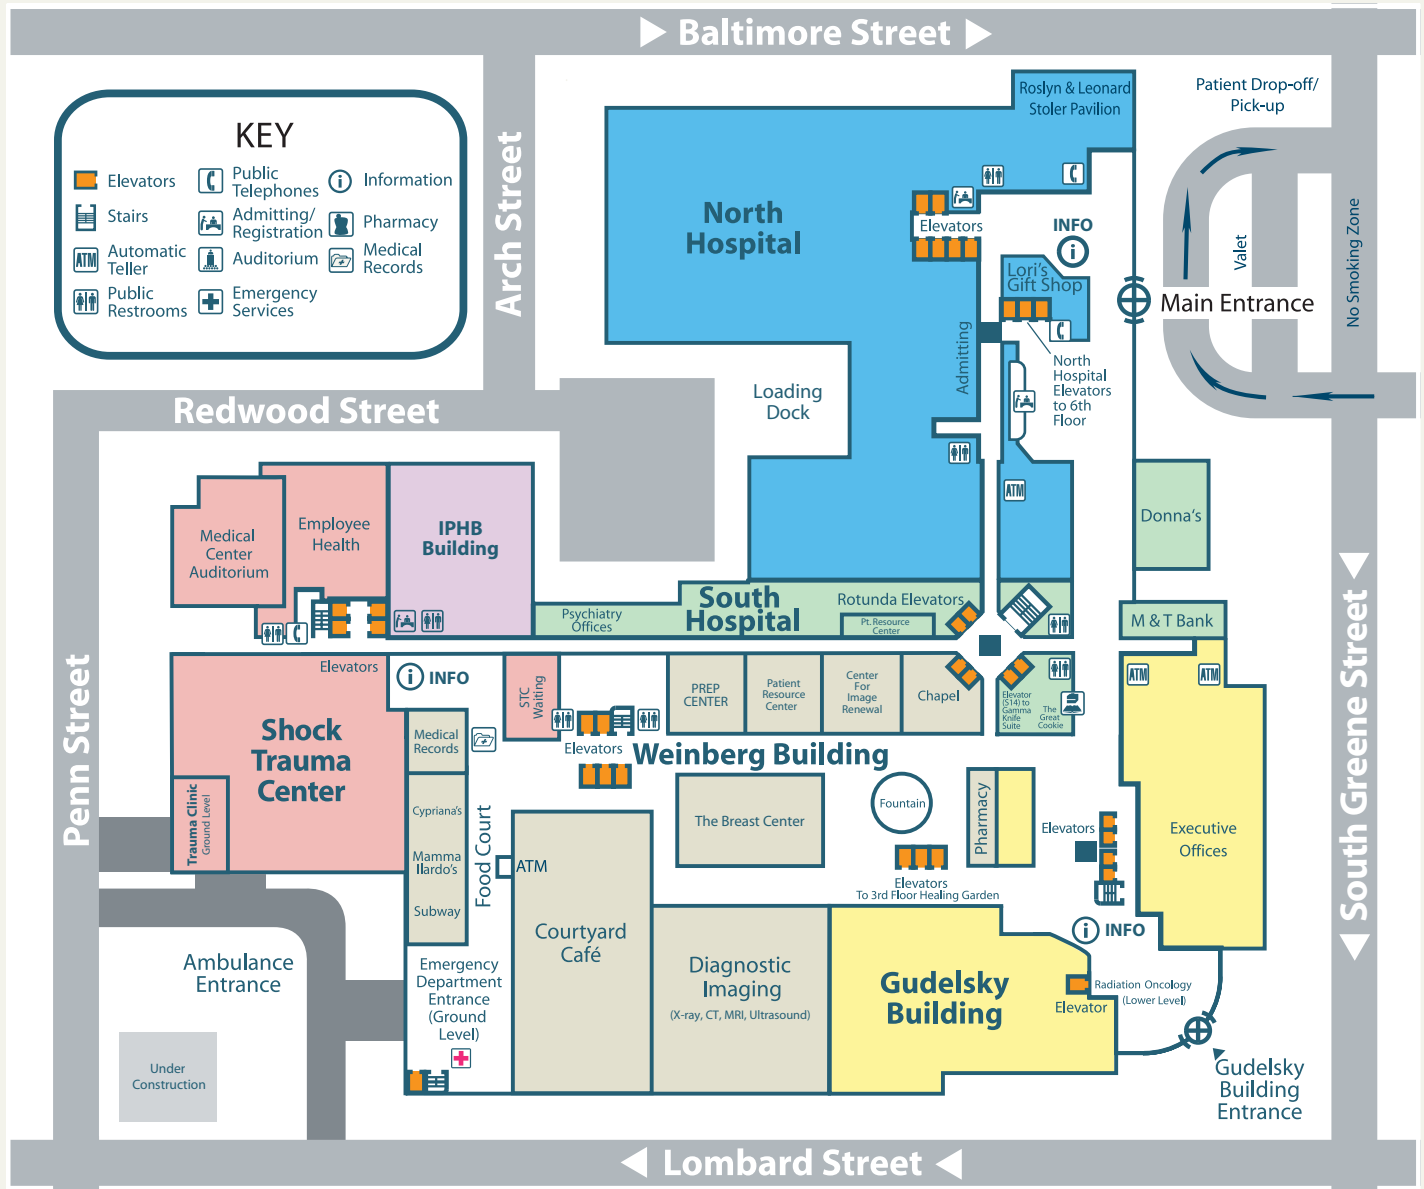 Baltimore Street
Roslyn & Leonard
Stoler Pavilion
Patient Drop-off/
Pick-up
KEY
Elevators
Public
Telephones
Information
Stairs
Admitting/
Registration
Pharmacy
ATM
Automatic
Teller
Auditorium
Medical
Records
Public
Restrooms
Emergency
Services
Arch Street
North
Hospital
Elevators
INFO
Lori's
Gift Shop
Valet
No Smoking Zone
Main Entrance
Admitting
North
Hospital
Elevators
to 6th
Floor
Loading
Dock
Redwood Street
ATM
Donna's
Medical
Center
Auditorium
Employee
Health
IPHB
Building
South
Hospital
Psychiatry
Offices
Rotunda Elevators
Pt. Resource
Center
M & T Bank
Elevators
INFO
STC
Waiting
PREP
CENTER
Patient
Resource
Center
Center
For
Image
Renewal
Chapel
Elevator
(S14) to
Gamma
Knife
Suite
The
Great
Cookie
ATM
ATM
Penn Street
Shock
Trauma
Center
Medical
Records
Elevators
Weinberg Building
Trauma Clinic
Ground Level
Cypriana's
Mamma
Ilardo's
Subway
Food Court
ATM
The Breast Center
Fountain
Pharmacy
Elevators
Executive
Offices
South Greene Street
Elevators
To 3rd Floor Healing Garden
Courtyard
Café
Diagnostic
Imaging
(X-ray, CT, MRI, Ultrasound)
Gudelsky
Building
INFO
Radiation Oncology
(Lower Level)
Elevator
Ambulance
Entrance
Emergency
Department
Entrance
(Ground
Level)
Under
Construction
Gudelsky
Building
Entrance
Lombard Street